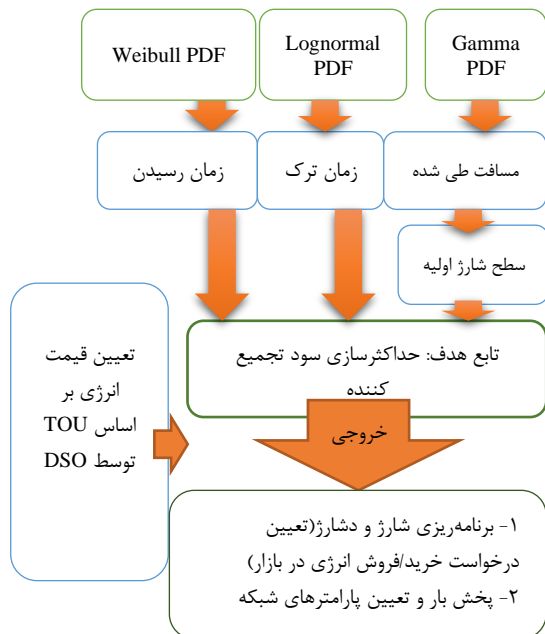 Weibull PDF
Lognormal
PDF
Gamma
PDF
زمان رسیدن
زمان ترک
مسافت طی شده
سطح شارژ اولیه
تعیین قیمت
انرژی بر
اساس TOU
توسط DSO
تابع هدف: حداکثرسازی سود تجمیع
کننده
خروجی
۱- برنامه‌ریزی شارژ و دشارژ(تعیین
درخواست خرید/فروش انرژی در بازار)
۲- پخش بار و تعیین پارامترهای شبکه